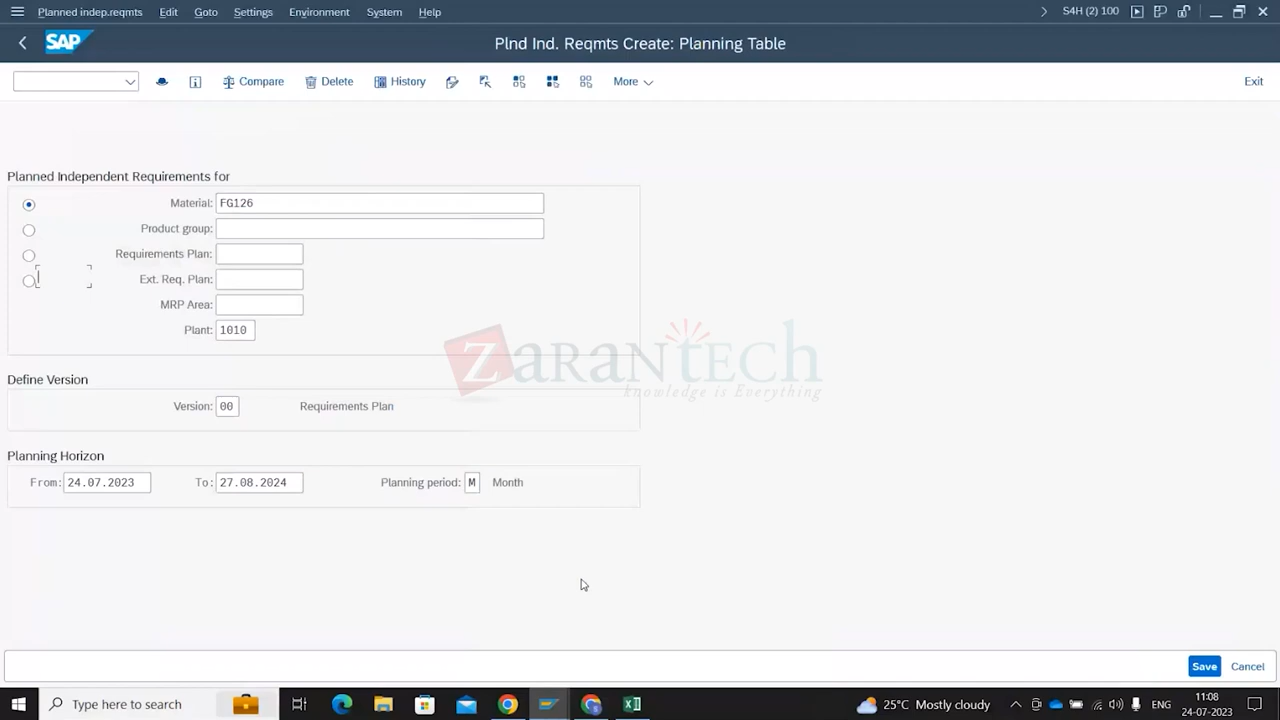 Planned indep.reqmts Edit Goto Settings Environment System Help S4H (2) 100
SAP Plnd Ind. Reqmts Create: Planning Table
Compare Delete History More Exit
Planned Independent Requirements for
Material: FG126
Product group:
Requirements Plan:
Ext. Req. Plan:
MRP Area:
Plant: 1010
ZaranTech
knowledge is Everything
Define Version
Version: 00 Requirements Plan
Planning Horizon
From: 24.07.2023 To: 27.08.2024 Planning period: M Month
Save Cancel
Type here to search 25°C Mostly cloudy ENG 11:08
24-07-2023